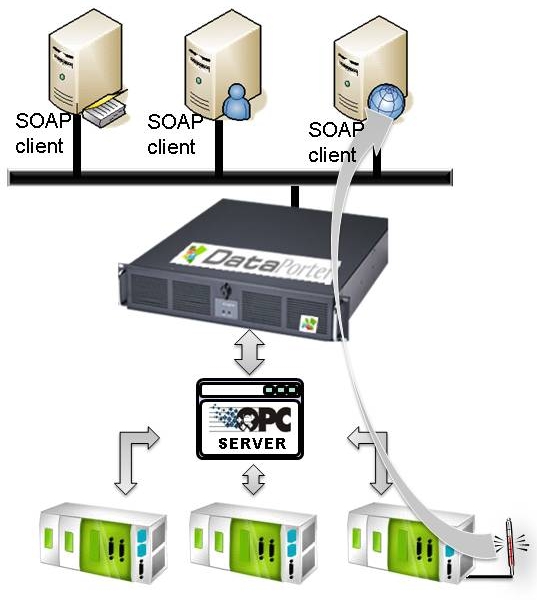 SOAP
client
SOAP
client
SOAP
client
DataPorter
OPC
SERVER